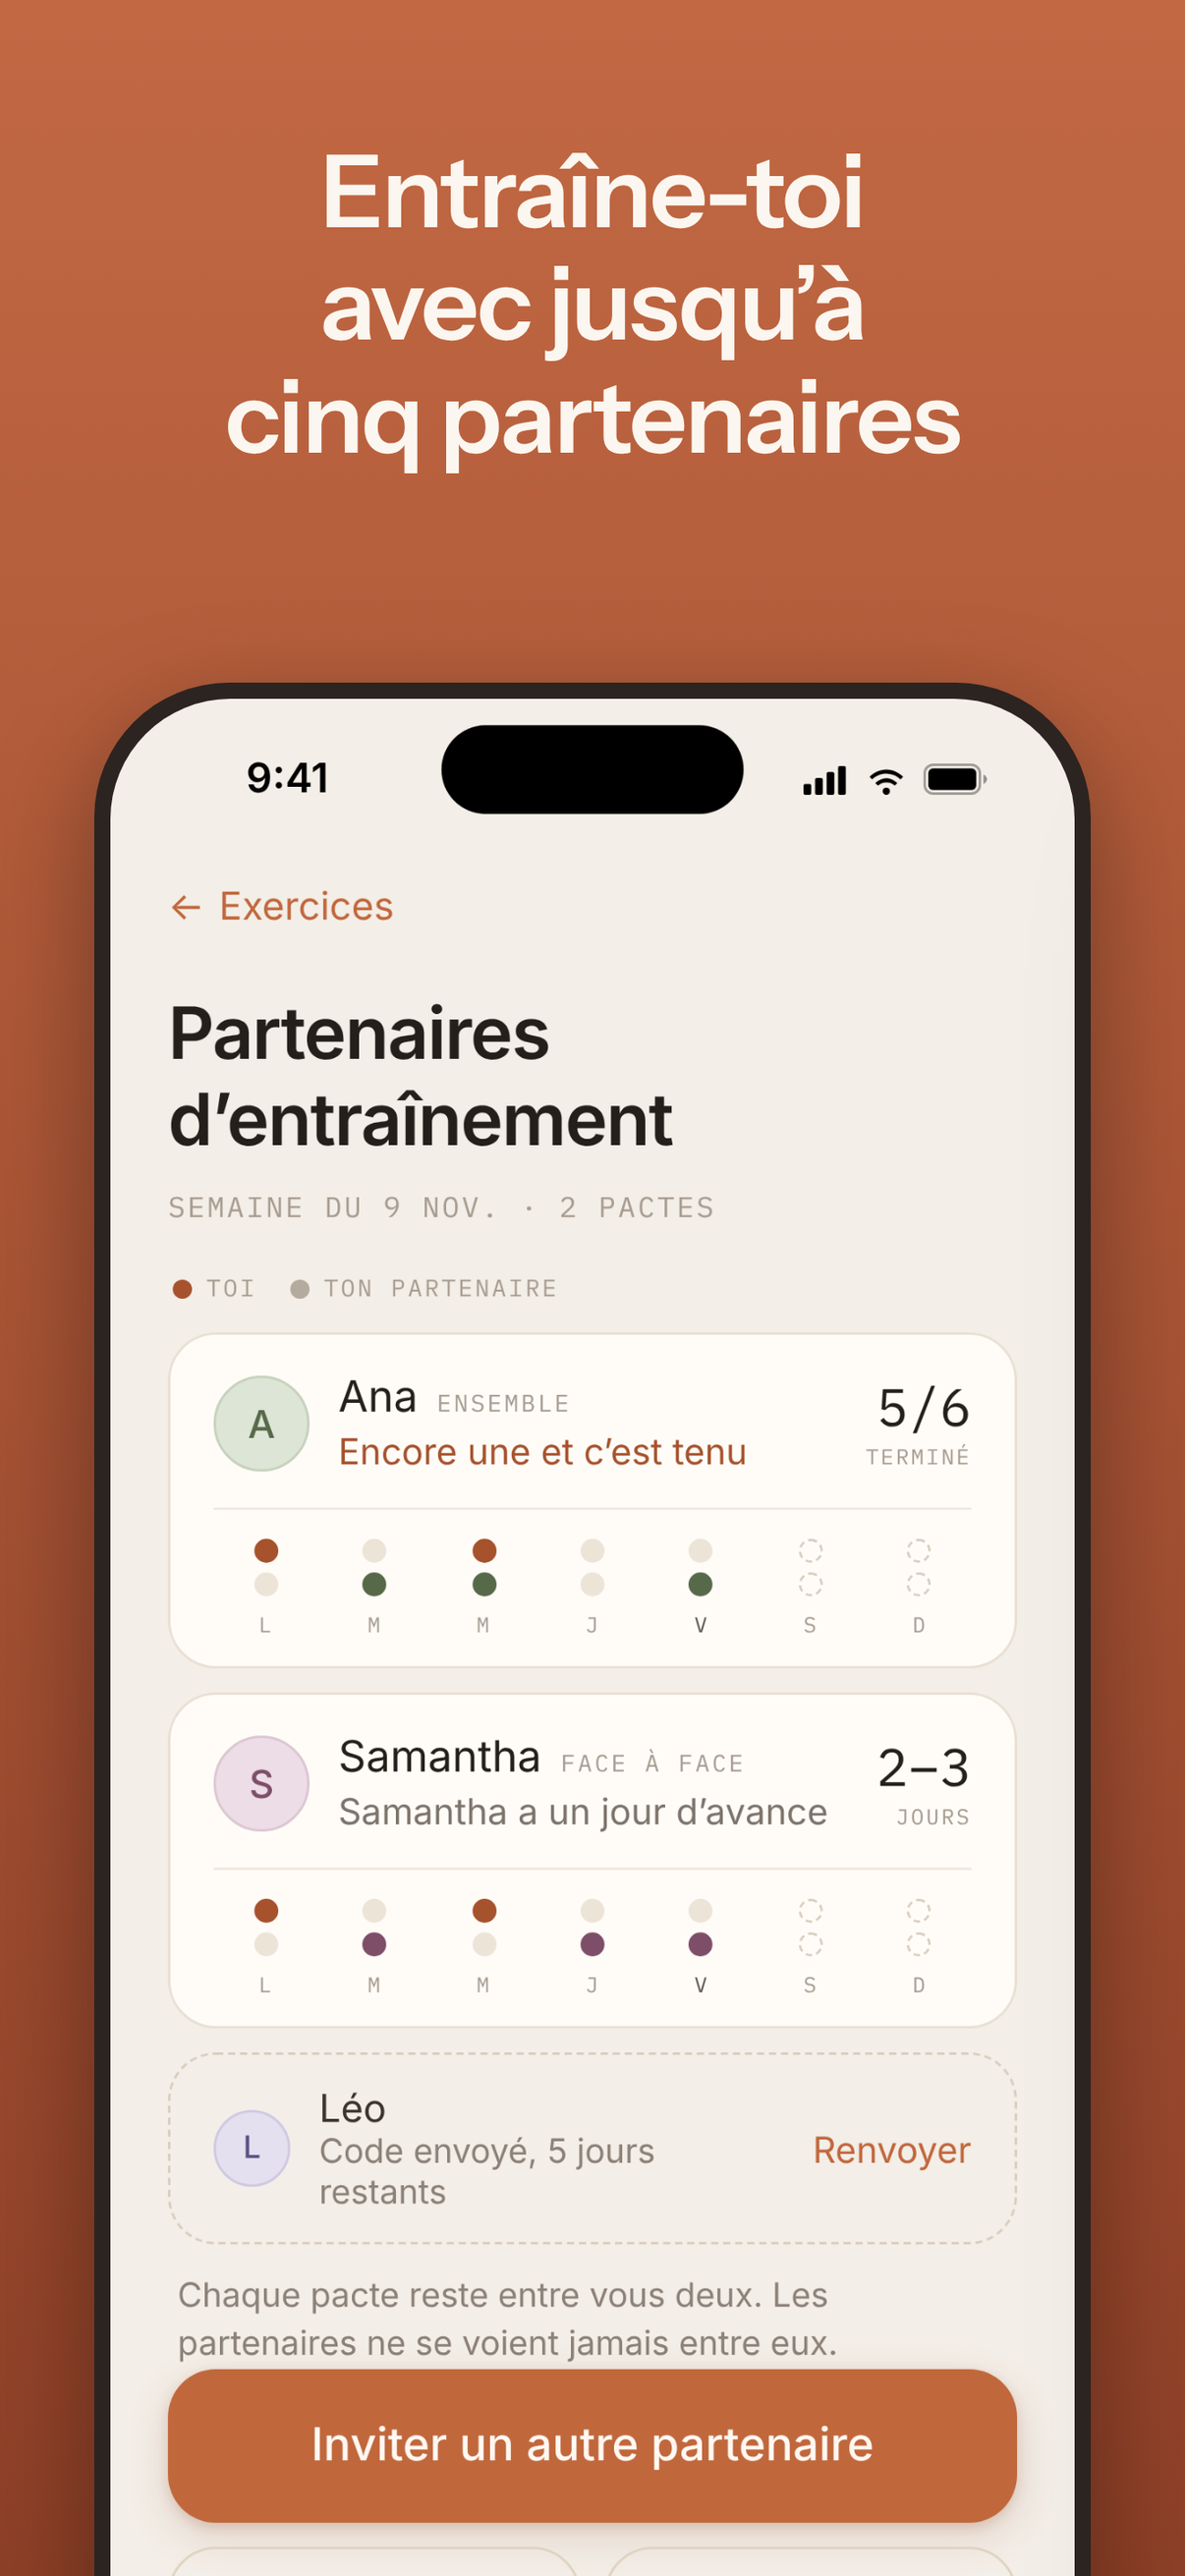 Entraîne-toi
avec jusqu’à
cinq partenaires
9:41
← Exercices
Partenaires
d’entraînement
SEMAINE DU 9 NOV. · 2 PACTES
TOI TON PARTENAIRE
A
Ana ENSEMBLE
Encore une et c’est tenu
5/6
TERMINÉ
L M M J V S D
S
Samantha FACE À FACE
Samantha a un jour d’avance
2–3
JOURS
L M M J V S D
L
Léo
Code envoyé, 5 jours
restants
Renvoyer
Chaque pacte reste entre vous deux. Les
partenaires ne se voient jamais entre eux.
Inviter un autre partenaire